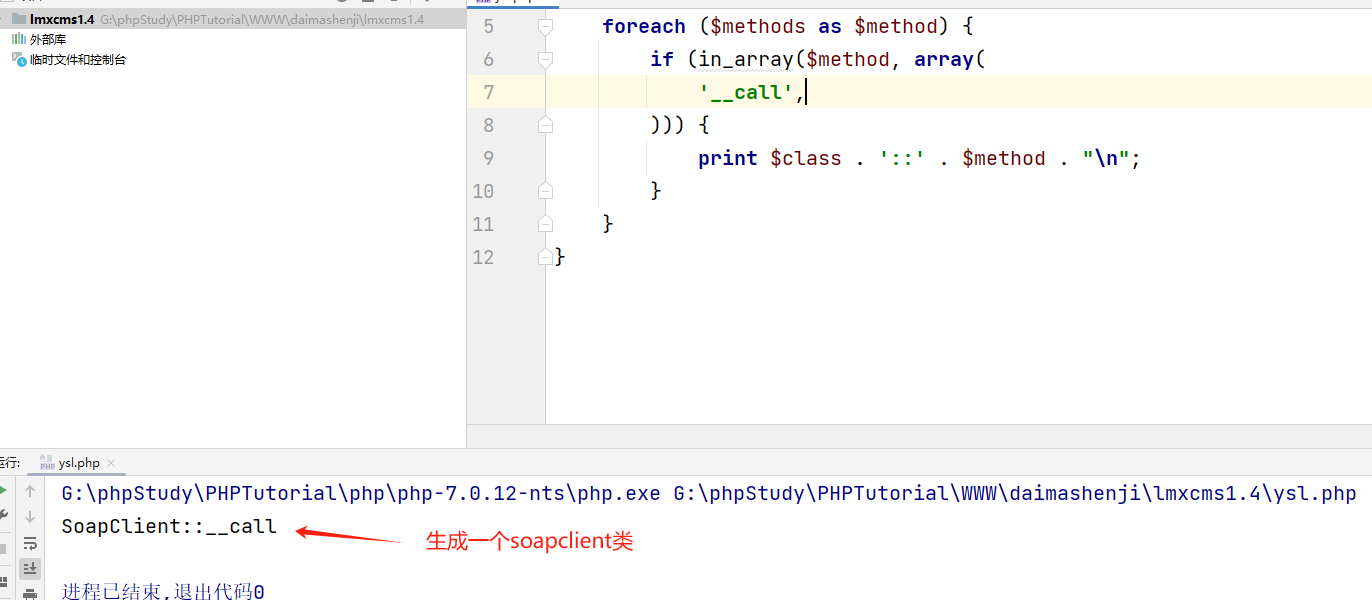 lmxcms1.4 G:\phpStudy\PHPTutorial\WWW\daimashenji\lmxcms1.4
外部库
临时文件和控制台
5 foreach ($methods as $method) {
6 if (in_array($method, array(
7 '__call',
8 ))) {
9 print $class . '::' . $method . "\n";
10 }
11 }
12 }
运行: ysl.php
G:\phpStudy\PHPTutorial\php\php-7.0.12-nts\php.exe G:\phpStudy\PHPTutorial\WWW\daimashenji\lmxcms1.4\ysl.php
SoapClient::__call
生成一个soapclient类
进程已结束,退出代码0